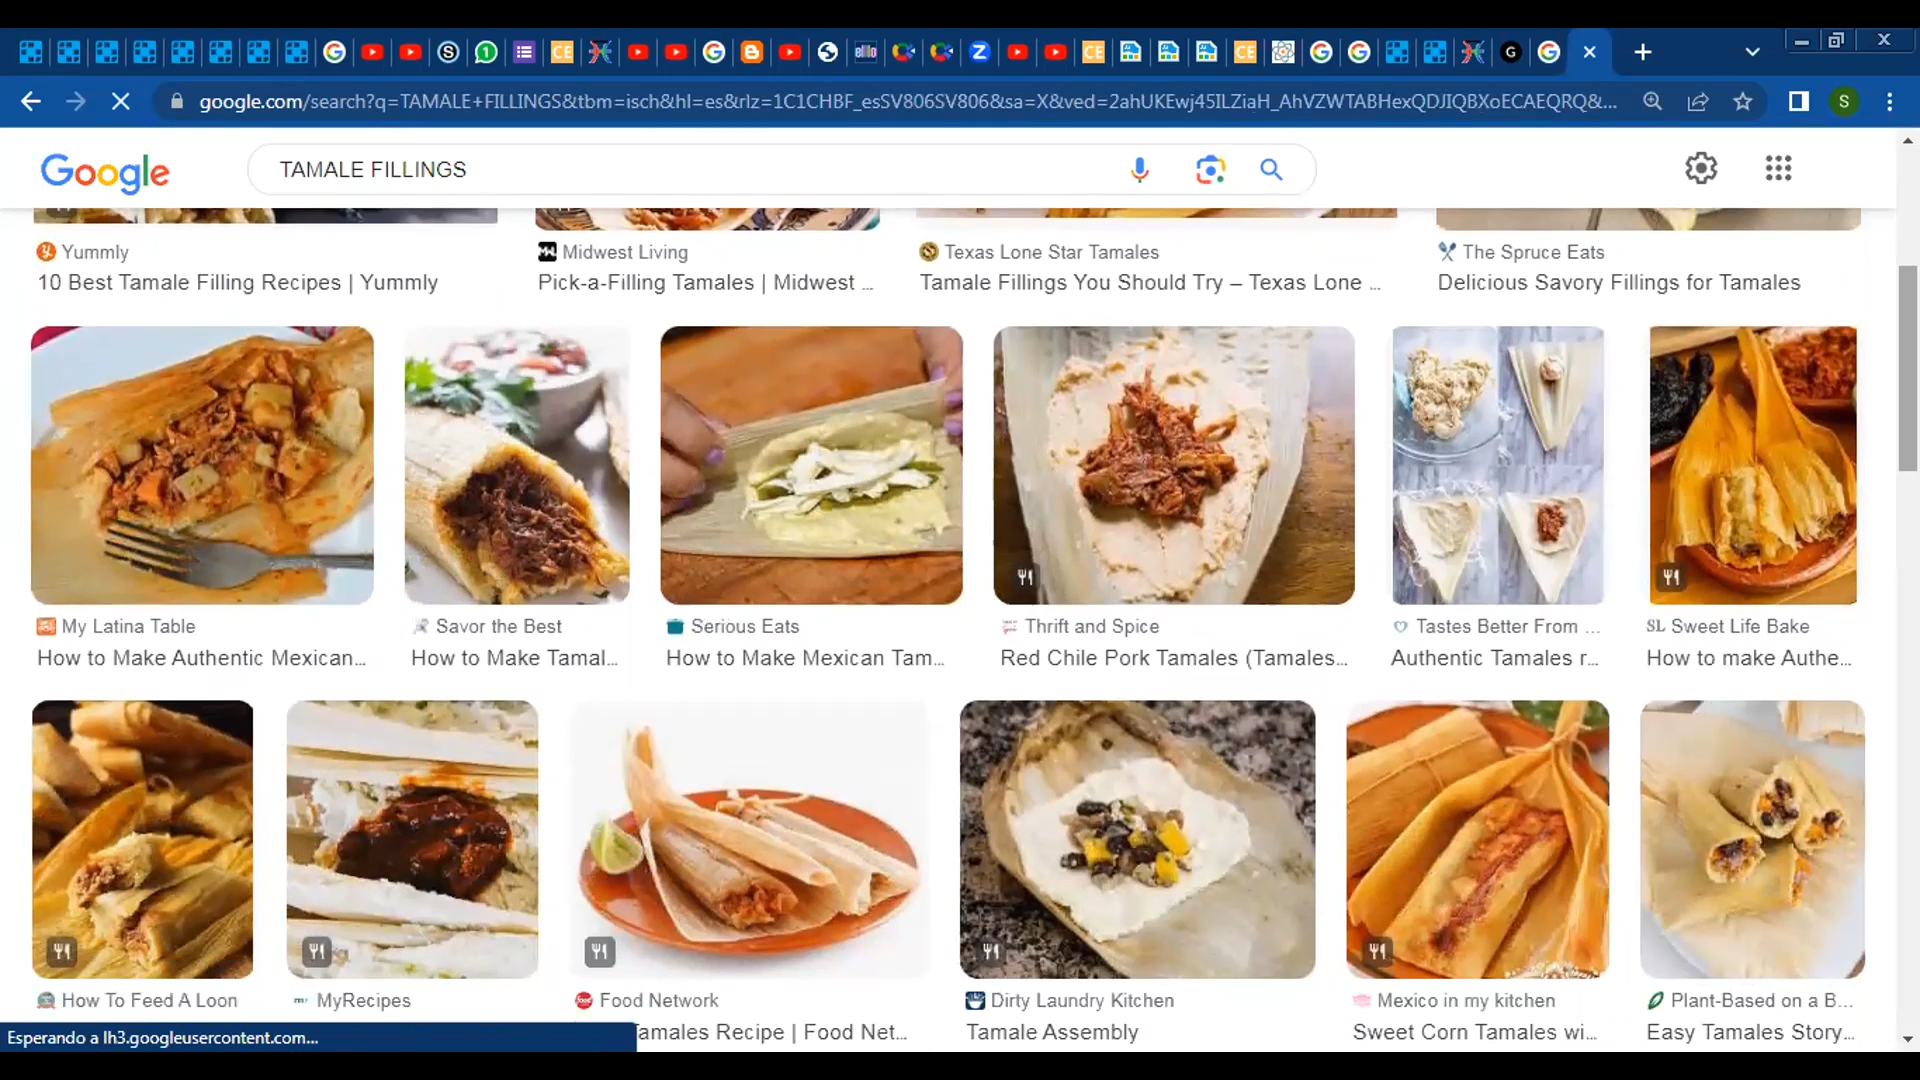 google.com/search?q=TAMALE+FILLINGS&tbm=isch&hl=es&rlz=1C1CHBF_esSV806SV806&sa=X&ved=2ahUKEwj45ILZiaH_AhVZWTABHexQDJIQBXoECAEQRQ&...
S
Google
TAMALE FILLINGS
Yummly
10 Best Tamale Filling Recipes | Yummly
Midwest Living
Pick-a-Filling Tamales | Midwest ...
Texas Lone Star Tamales
Tamale Fillings You Should Try – Texas Lone ...
The Spruce Eats
Delicious Savory Fillings for Tamales
My Latina Table
How to Make Authentic Mexican...
Savor the Best
How to Make Tamal...
Serious Eats
How to Make Mexican Tam...
Thrift and Spice
Red Chile Pork Tamales (Tamales...
Tastes Better From ...
Authentic Tamales r...
SL Sweet Life Bake
How to make Authe...
How To Feed A Loon
MyRecipes
Food Network
Tamales Recipe | Food Net...
Dirty Laundry Kitchen
Tamale Assembly
Mexico in my kitchen
Sweet Corn Tamales wi...
Plant-Based on a B...
Easy Tamales Story...
Esperando a lh3.googleusercontent.com...